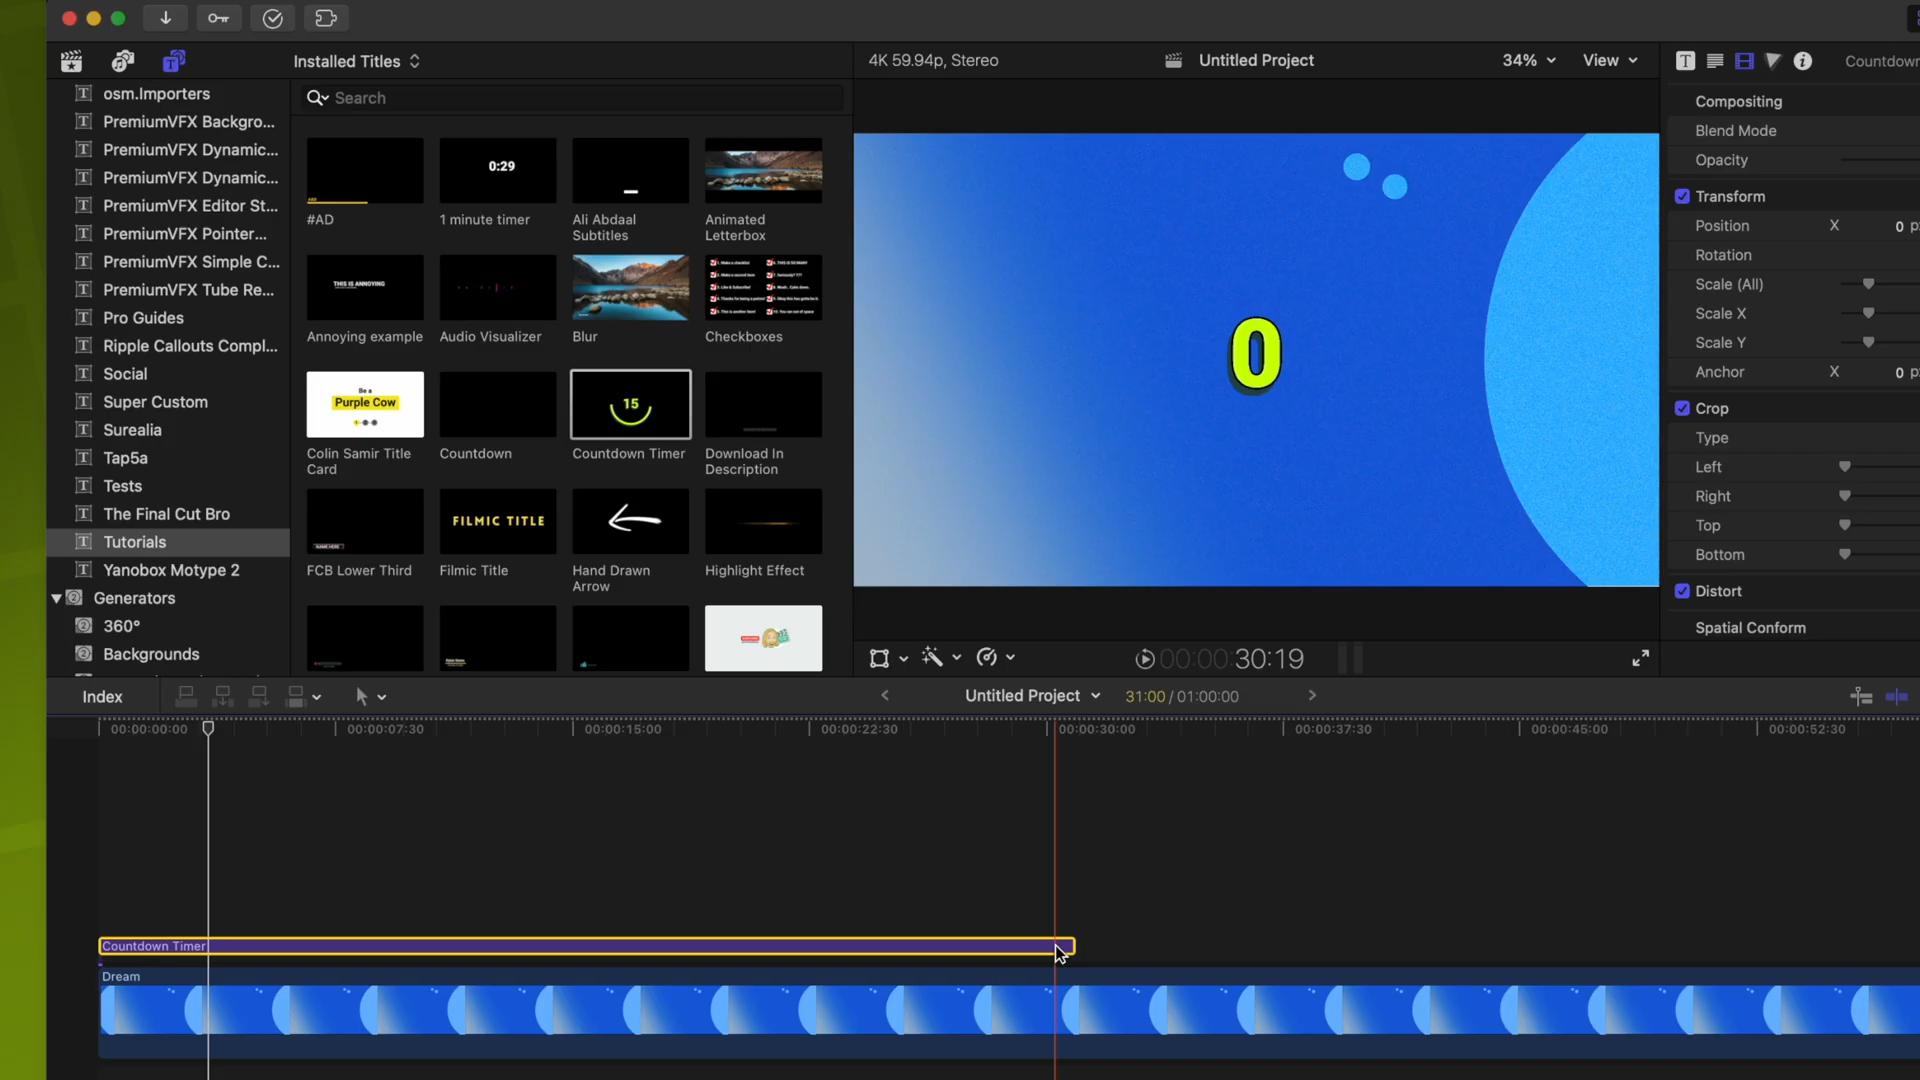 Installed Titles
4K 59.94p, Stereo
Untitled Project
34%
View
Countdown
osm.Importers
PremiumVFX Backgro...
PremiumVFX Dynamic...
PremiumVFX Dynamic...
PremiumVFX Editor St...
PremiumVFX Pointer...
PremiumVFX Simple C...
PremiumVFX Tube Re...
Pro Guides
Ripple Callouts Compl...
Social
Super Custom
Surealia
Tap5a
Tests
The Final Cut Bro
Tutorials
Yanobox Motype 2
Generators
360°
Backgrounds
Search
#AD
0:29
1 minute timer
Ali Abdaal
Subtitles
Animated
Letterbox
THIS IS ANNOYING
Annoying example
Audio Visualizer
Blur
Checkboxes
Be a
Purple Cow
Colin Samir Title
Card
Countdown
15
Countdown Timer
Download In
Description
FCB Lower Third
FILMIC TITLE
Filmic Title
Hand Drawn
Arrow
Highlight Effect
0
00:00:00:30:19
Compositing
Blend Mode
Opacity
Transform
Position X 0 p
Rotation
Scale (All)
Scale X
Scale Y
Anchor X 0 p
Crop
Type
Left
Right
Top
Bottom
Distort
Spatial Conform
Index
Untitled Project
31:00 / 01:00:00
00:00:00:00
00:00:07:30
00:00:15:00
00:00:22:30
00:00:30:00
00:00:37:30
00:00:45:00
00:00:52:30
Countdown Timer
Dream